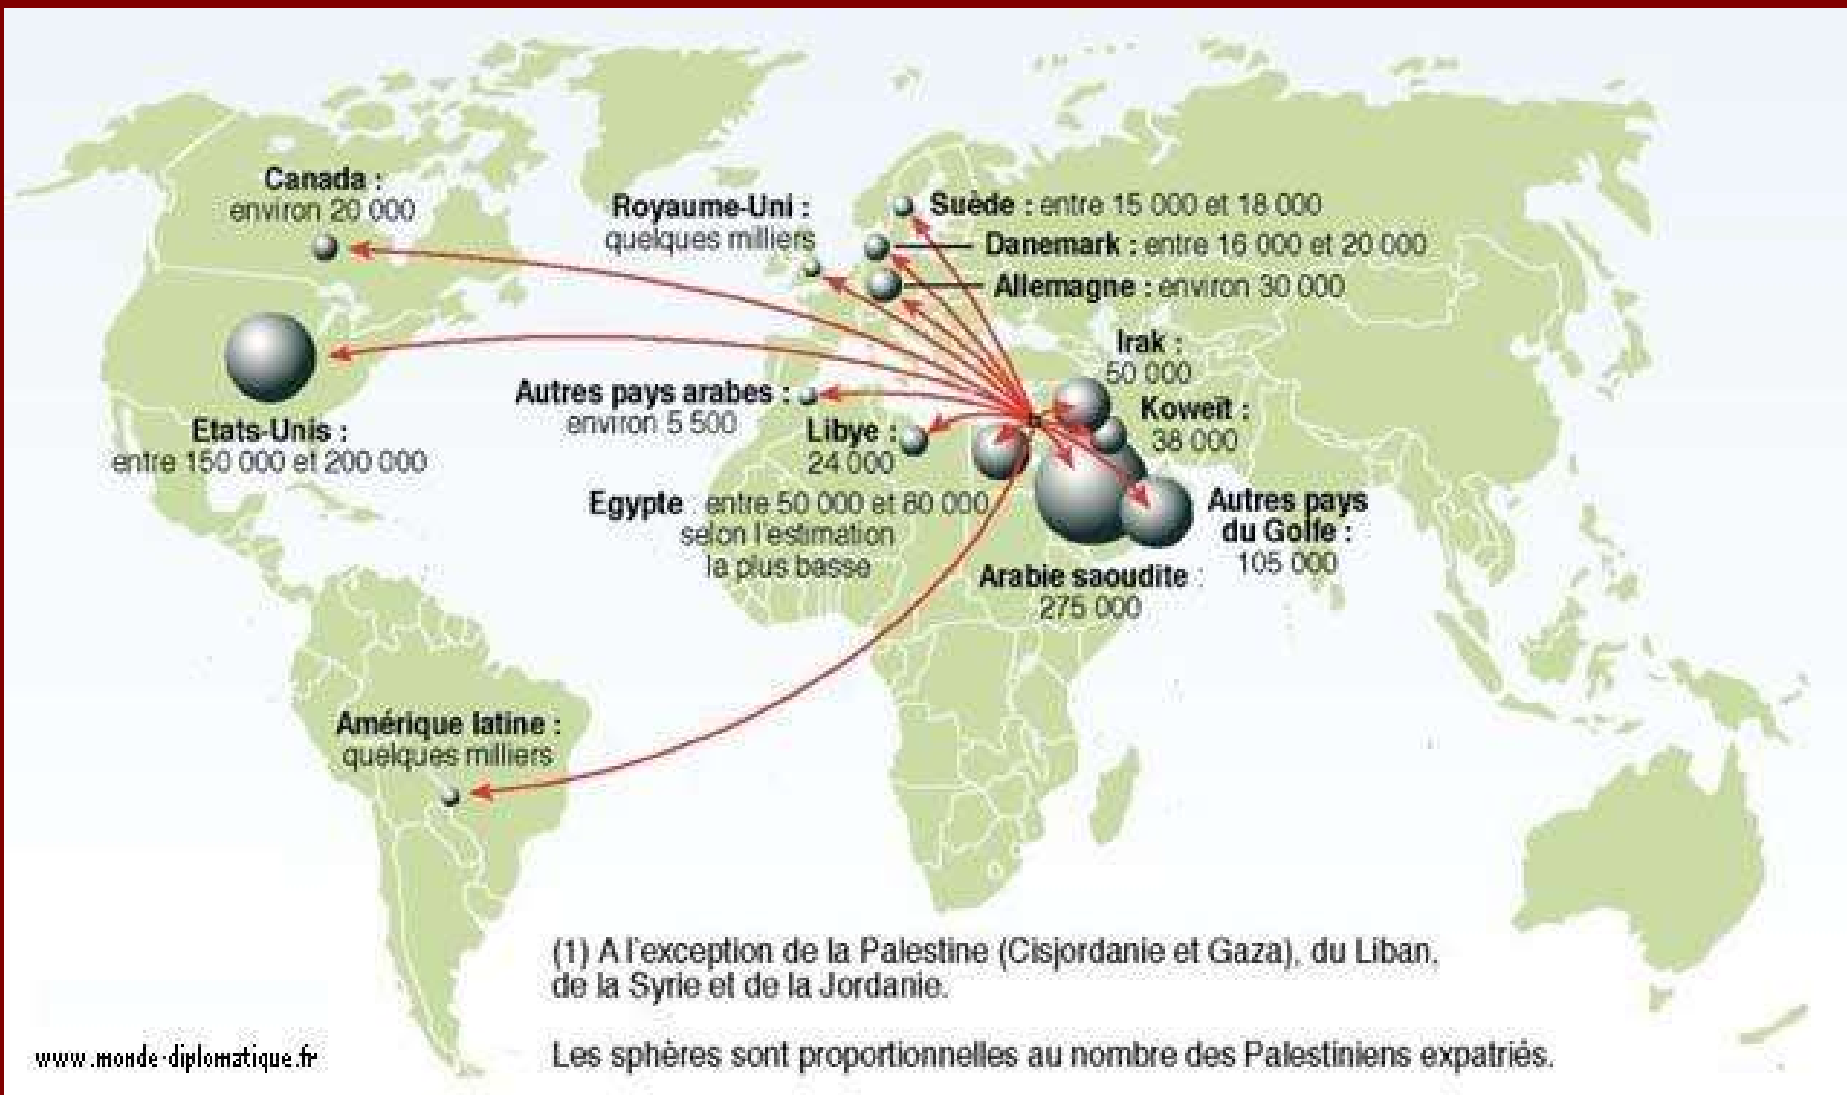 Canada :
environ 20 000
Royaume-Uni :
quelques milliers
Suède : entre 15 000 et 18 000
Danemark : entre 16 000 et 20 000
Allemagne : environ 30 000
Irak :
50 000
Koweït :
38 000
Autres pays arabes :
environ 5 500
Libye :
24 000
Etats-Unis :
entre 150 000 et 200 000
Egypte : entre 50 000 et 80 000
selon l'estimation
la plus basse
Autres pays
du Golfe :
105 000
Arabie saoudite :
275 000
Amérique latine :
quelques milliers
(1) A l'exception de la Palestine (Cisjordanie et Gaza), du Liban,
de la Syrie et de la Jordanie.
www.monde-diplomatique.fr
Les sphères sont proportionnelles au nombre des Palestiniens expatriés.